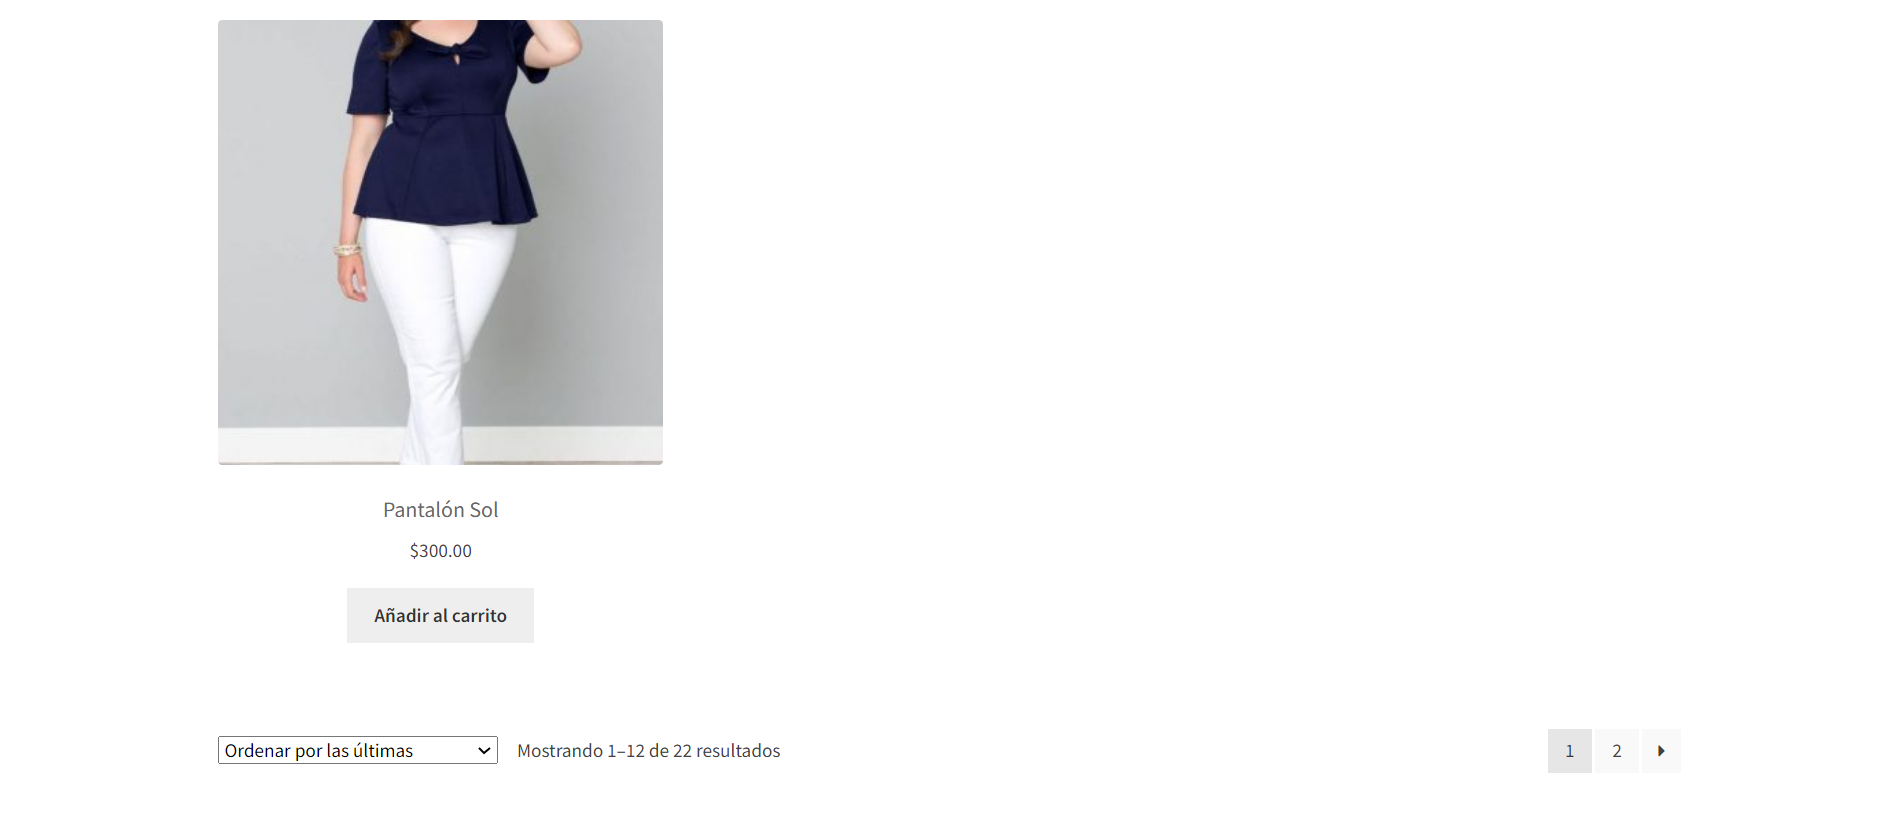 Pantalón Sol
$300.00
Añadir al carrito
Ordenar por las últimas Mostrando 1–12 de 22 resultados 1 2